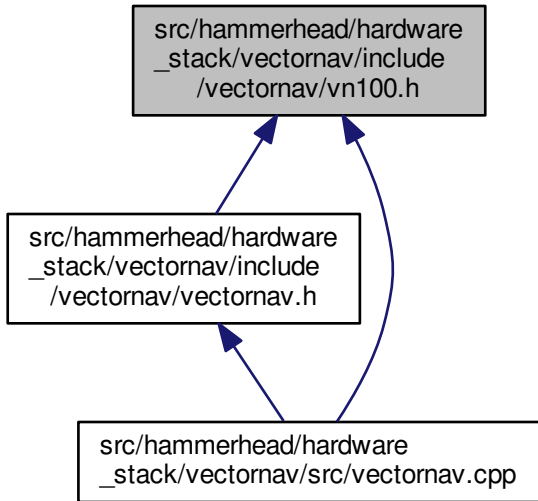 src/hammerhead/hardware
_stack/vectornav/include
/vectornav/vn100.h
src/hammerhead/hardware
_stack/vectornav/include
/vectornav/vectornav.h
src/hammerhead/hardware
_stack/vectornav/src/vectornav.cpp